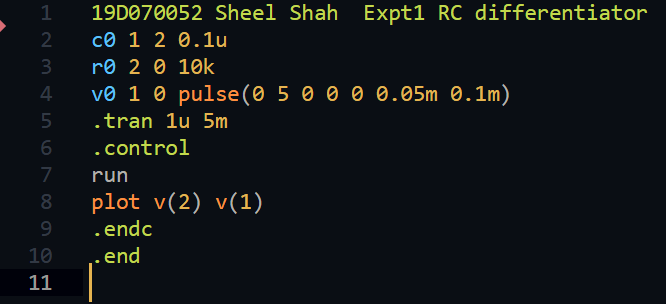 1 19D070052 Sheel Shah  Expt1 RC differentiator
2 c0 1 2 0.1u
3 r0 2 0 10k
4 v0 1 0 pulse(0 5 0 0 0 0.05m 0.1m)
5 .tran 1u 5m
6 .control
7 run
8 plot v(2) v(1)
9 .endc
10 .end
11